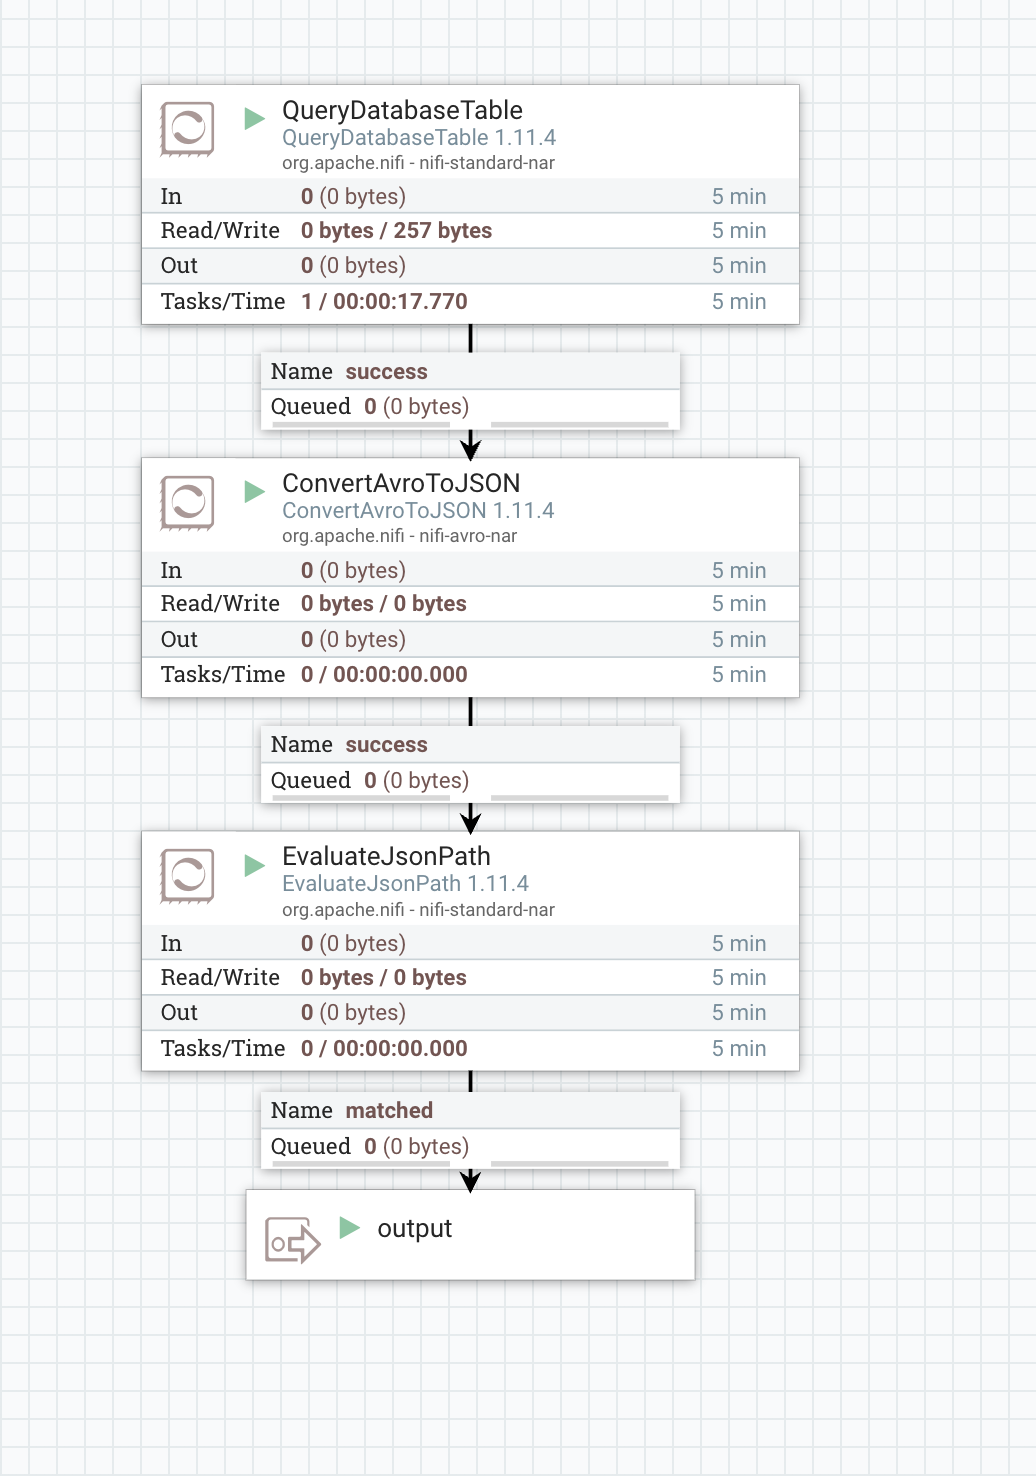 QueryDatabaseTable
QueryDatabaseTable 1.11.4
org.apache.nifi - nifi-standard-nar
In 0 (0 bytes) 5 min
Read/Write 0 bytes / 257 bytes 5 min
Out 0 (0 bytes) 5 min
Tasks/Time 1 / 00:00:17.770 5 min
Name success
Queued 0 (0 bytes)
ConvertAvroToJSON
ConvertAvroToJSON 1.11.4
org.apache.nifi - nifi-avro-nar
In 0 (0 bytes) 5 min
Read/Write 0 bytes / 0 bytes 5 min
Out 0 (0 bytes) 5 min
Tasks/Time 0 / 00:00:00.000 5 min
Name success
Queued 0 (0 bytes)
EvaluateJsonPath
EvaluateJsonPath 1.11.4
org.apache.nifi - nifi-standard-nar
In 0 (0 bytes) 5 min
Read/Write 0 bytes / 0 bytes 5 min
Out 0 (0 bytes) 5 min
Tasks/Time 0 / 00:00:00.000 5 min
Name matched
Queued 0 (0 bytes)
output